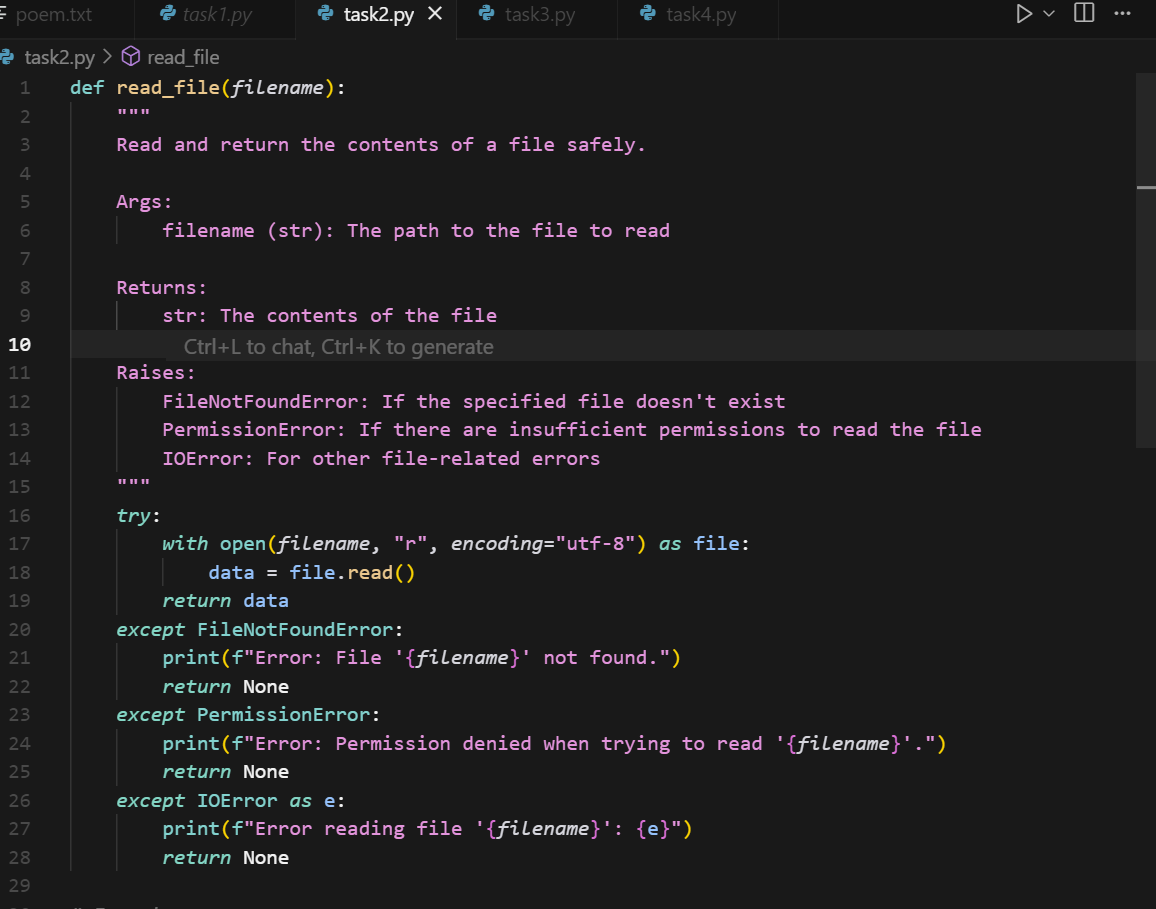 poem.txt task1.py task2.py task3.py task4.py
task2.py > read_file
1 def read_file(filename):
2     """
3     Read and return the contents of a file safely.
4
5     Args:
6         filename (str): The path to the file to read
7
8     Returns:
9         str: The contents of the file
10         Ctrl+L to chat, Ctrl+K to generate
11     Raises:
12         FileNotFoundError: If the specified file doesn't exist
13         PermissionError: If there are insufficient permissions to read the file
14         IOError: For other file-related errors
15     """
16     try:
17         with open(filename, "r", encoding="utf-8") as file:
18             data = file.read()
19         return data
20     except FileNotFoundError:
21         print(f"Error: File '{filename}' not found.")
22         return None
23     except PermissionError:
24         print(f"Error: Permission denied when trying to read '{filename}'.")
25         return None
26     except IOError as e:
27         print(f"Error reading file '{filename}': {e}")
28         return None
29